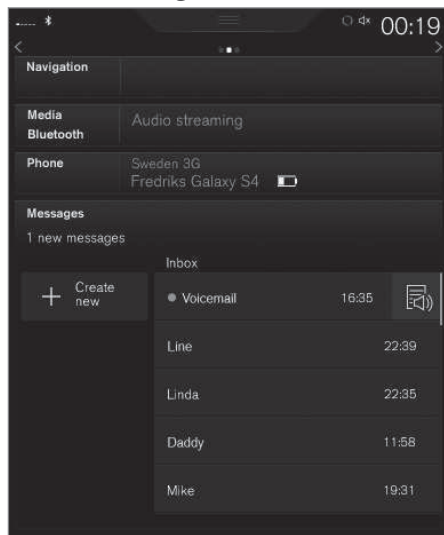 00:19
Navigation
Media
Bluetooth
Audio streaming
Phone
Sweden 3G
Fredriks Galaxy S4
Messages
1 new messages
Inbox
Create
new
Voicemail 16:35
Line 22:39
Linda 22:35
Daddy 11:58
Mike 19:31